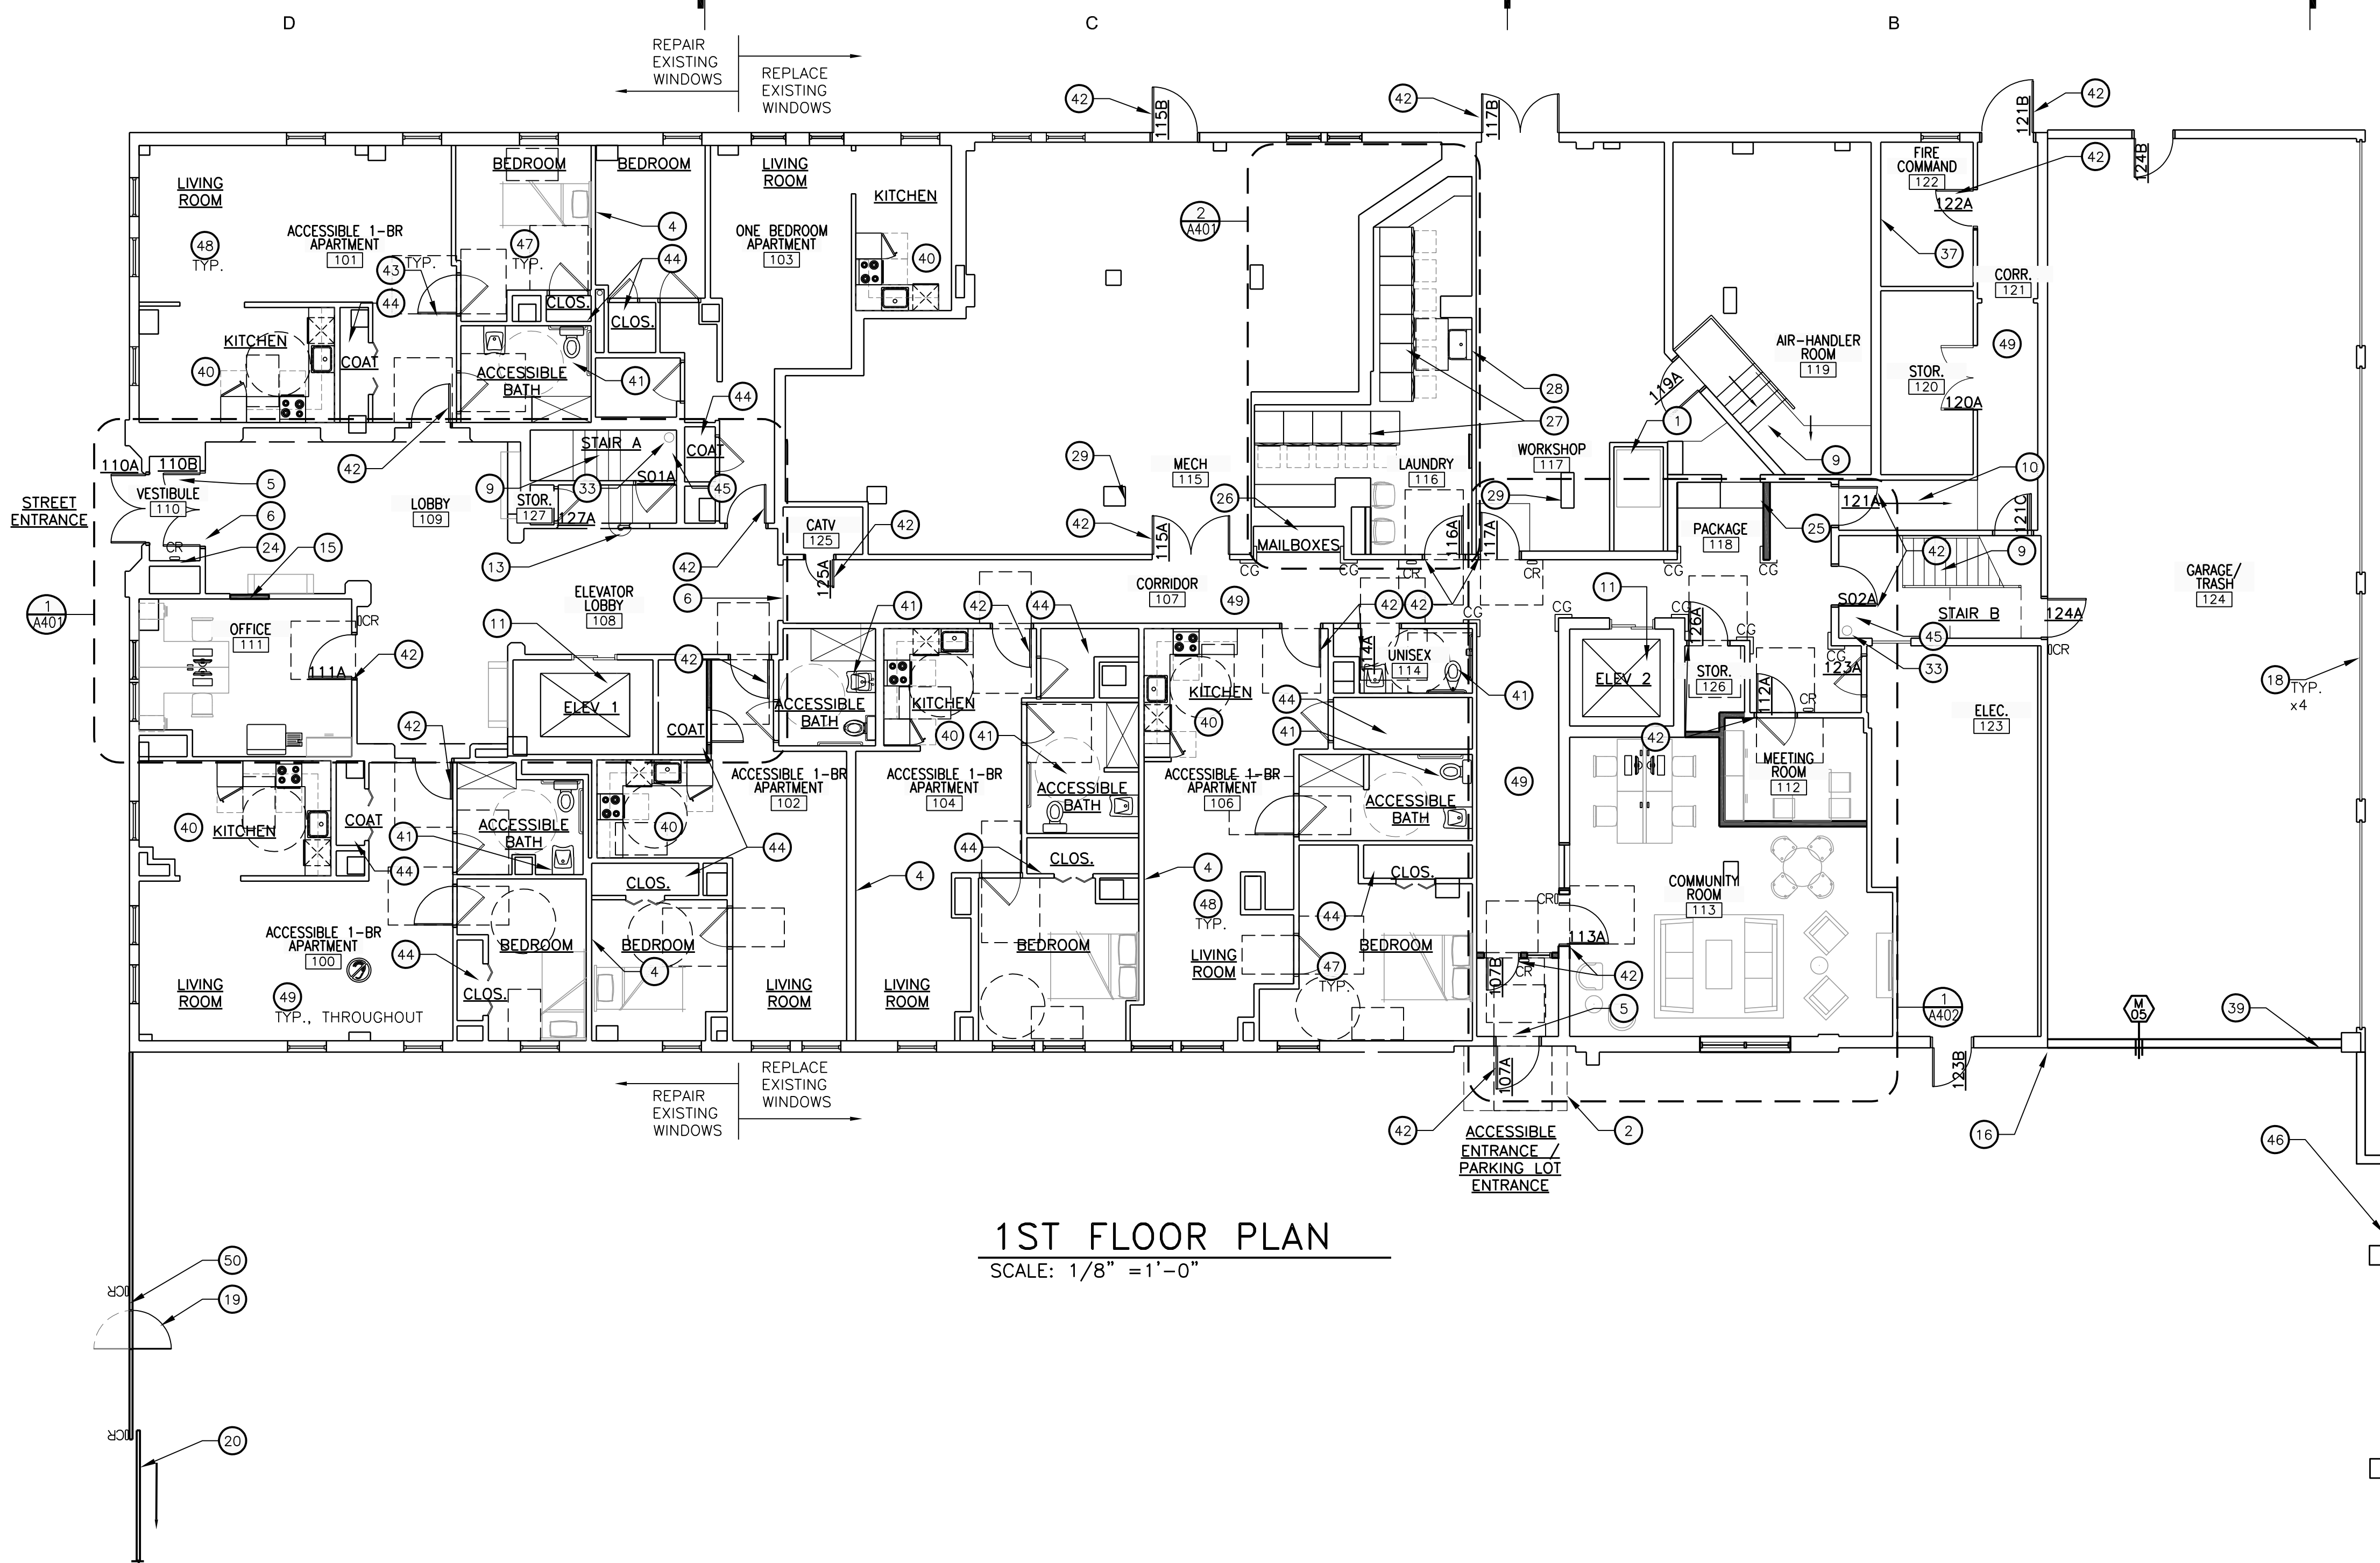 D
C
B
REPAIR
EXISTING
WINDOWS
REPLACE
EXISTING
WINDOWS
42
115B
42
117B
121B
42
124B
42
LIVING
ROOM
BEDROOM
BEDROOM
LIVING
ROOM
KITCHEN
FIRE
COMMAND
122
122A
4
2
A401
37
48
TYP.
ACCESSIBLE 1-BR
APARTMENT
101
47
TYP.
44
ONE BEDROOM
APARTMENT
103
40
43
TYP.
44
CLOS.
CLOS.
CORR.
121
49
KITCHEN
40
COAT
ACCESSIBLE
BATH
41
44
AIR-HANDLER
ROOM
119
119A
STOR.
120
120A
28
27
1
110A
110B
5
VESTIBULE
110
STREET
ENTRANCE
6
CR
24
15
42
LOBBY
109
STAIR A
9
33
S01A
45
COAT
STOR.
127
127A
13
42
CATV
125
42
125A
6
29
42
MECH
115
115A
26
MAILBOXES
LAUNDRY
116
116A
WORKSHOP
117
29
117A
9
10
PACKAGE
118
25
121A
121C
42
9
CG
CG
CR
CR
CG
CG
1
A401
ELEVATOR
LOBBY
108
CORRIDOR
107
49
GARAGE/
TRASH
124
OFFICE
111
111A
CR
42
11
ELEV 1
42
COAT
41
ACCESSIBLE
BATH
42
44
KITCHEN
40
41
42
42
CG
114A
UNISEX
114
41
KITCHEN
40
44
41
CG
11
CG
ELEV 2
126A
CG
STOR.
126
112A
CR
123A
CG
S02A
STAIR B
45
33
124A
CR
18
TYP.
x4
ELEC.
123
42
42
MEETING
ROOM
112
40
KITCHEN
COAT
41
44
ACCESSIBLE
BATH
40
ACCESSIBLE 1-BR
APARTMENT
102
44
CLOS.
ACCESSIBLE 1-BR
APARTMENT
104
ACCESSIBLE
BATH
44
CLOS.
4
4
ACCESSIBLE 1-BR
APARTMENT
106
ACCESSIBLE
BATH
49
CLOS.
44
48
TYP.
COMMUNITY
ROOM
113
CR
113A
ACCESSIBLE 1-BR
APARTMENT
100
44
CLOS.
BEDROOM
BEDROOM
4
LIVING
ROOM
49
TYP., THROUGHOUT
LIVING
ROOM
LIVING
ROOM
BEDROOM
LIVING
ROOM
47
TYP.
BEDROOM
107B
CR
42
5
1
A402
M
05
39
107A
123B
REPAIR
EXISTING
WINDOWS
REPLACE
EXISTING
WINDOWS
42
ACCESSIBLE
ENTRANCE /
PARKING LOT
ENTRANCE
2
16
46
1ST FLOOR PLAN
SCALE: 1/8" =1'-0"
50
CR
19
CR
20